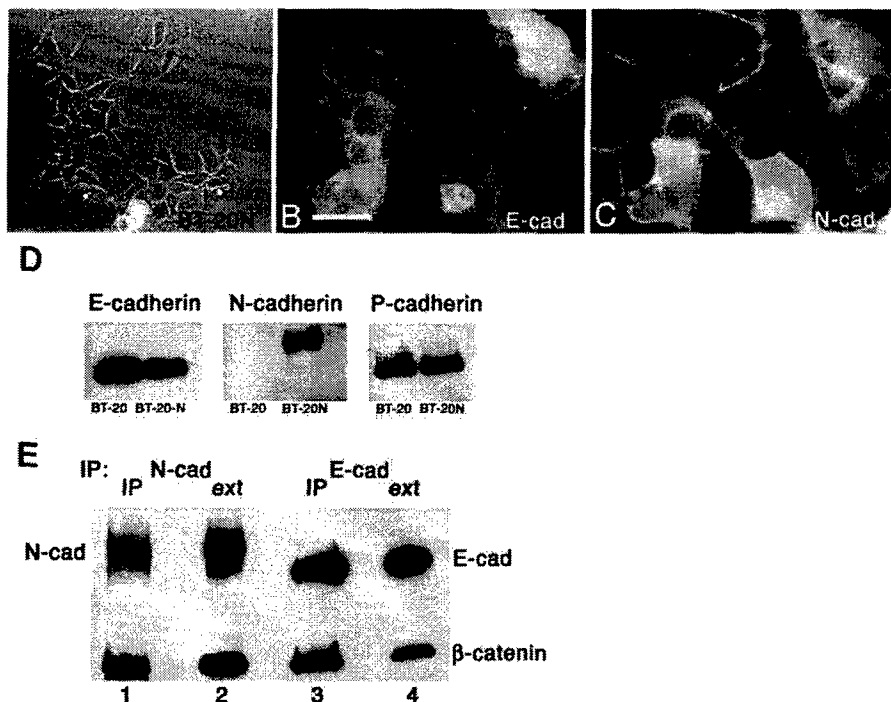 BT-20N
B
E-cad
C
N-cad
D
E-cadherin N-cadherin P-cadherin
BT-20 BT-20-N BT-20 BT-20N BT-20 BT-20N
E
IP: N-cad E-cad
IP ext IP ext
N-cad E-cad
β-catenin
1 2 3 4